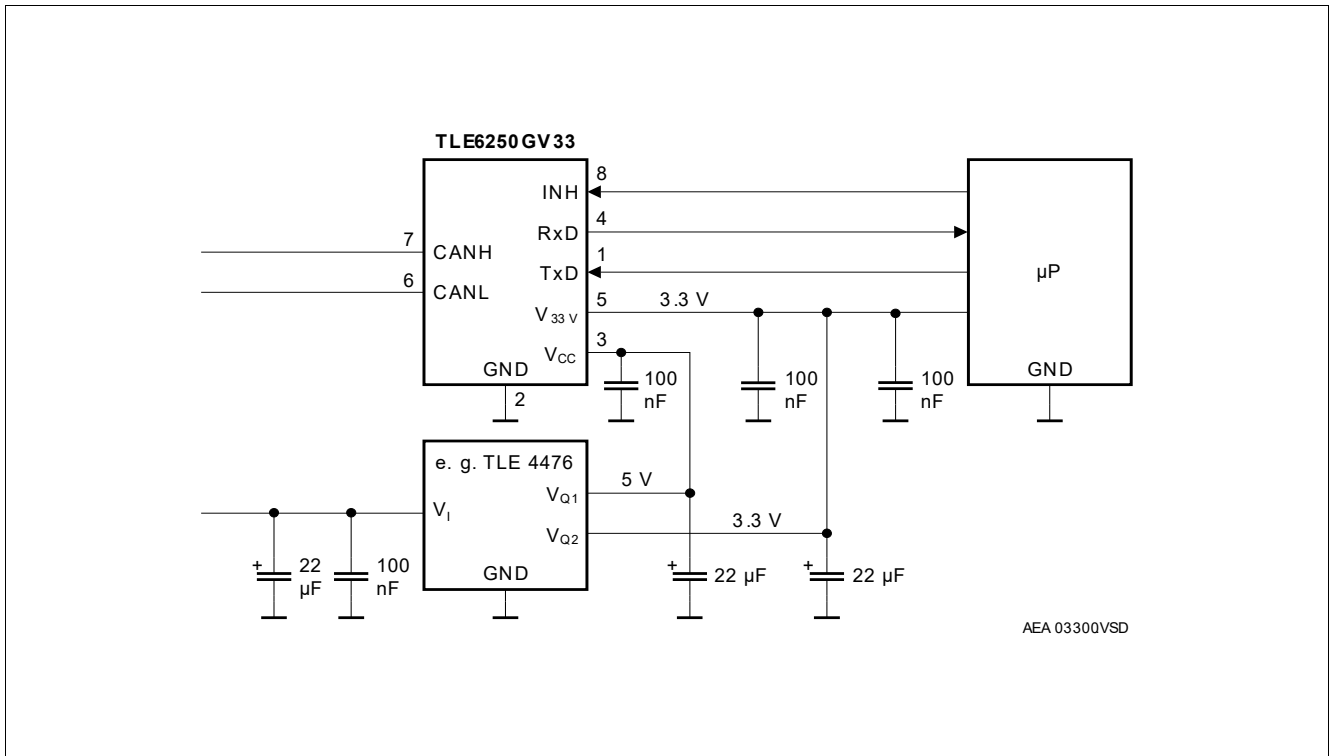 TLE6250GV33
8
INH
4
RxD
7
CANH
1
TxD
µP
6
CANL
5
3.3 V
V33 V
3
VCC
GND
2
100
nF
100
nF
100
nF
GND
e. g. TLE 4476
5 V
VQ1
VI
3.3 V
VQ2
+
22
µF
100
nF
GND
+
22 µF
+
22 µF
AEA 03300.VSD